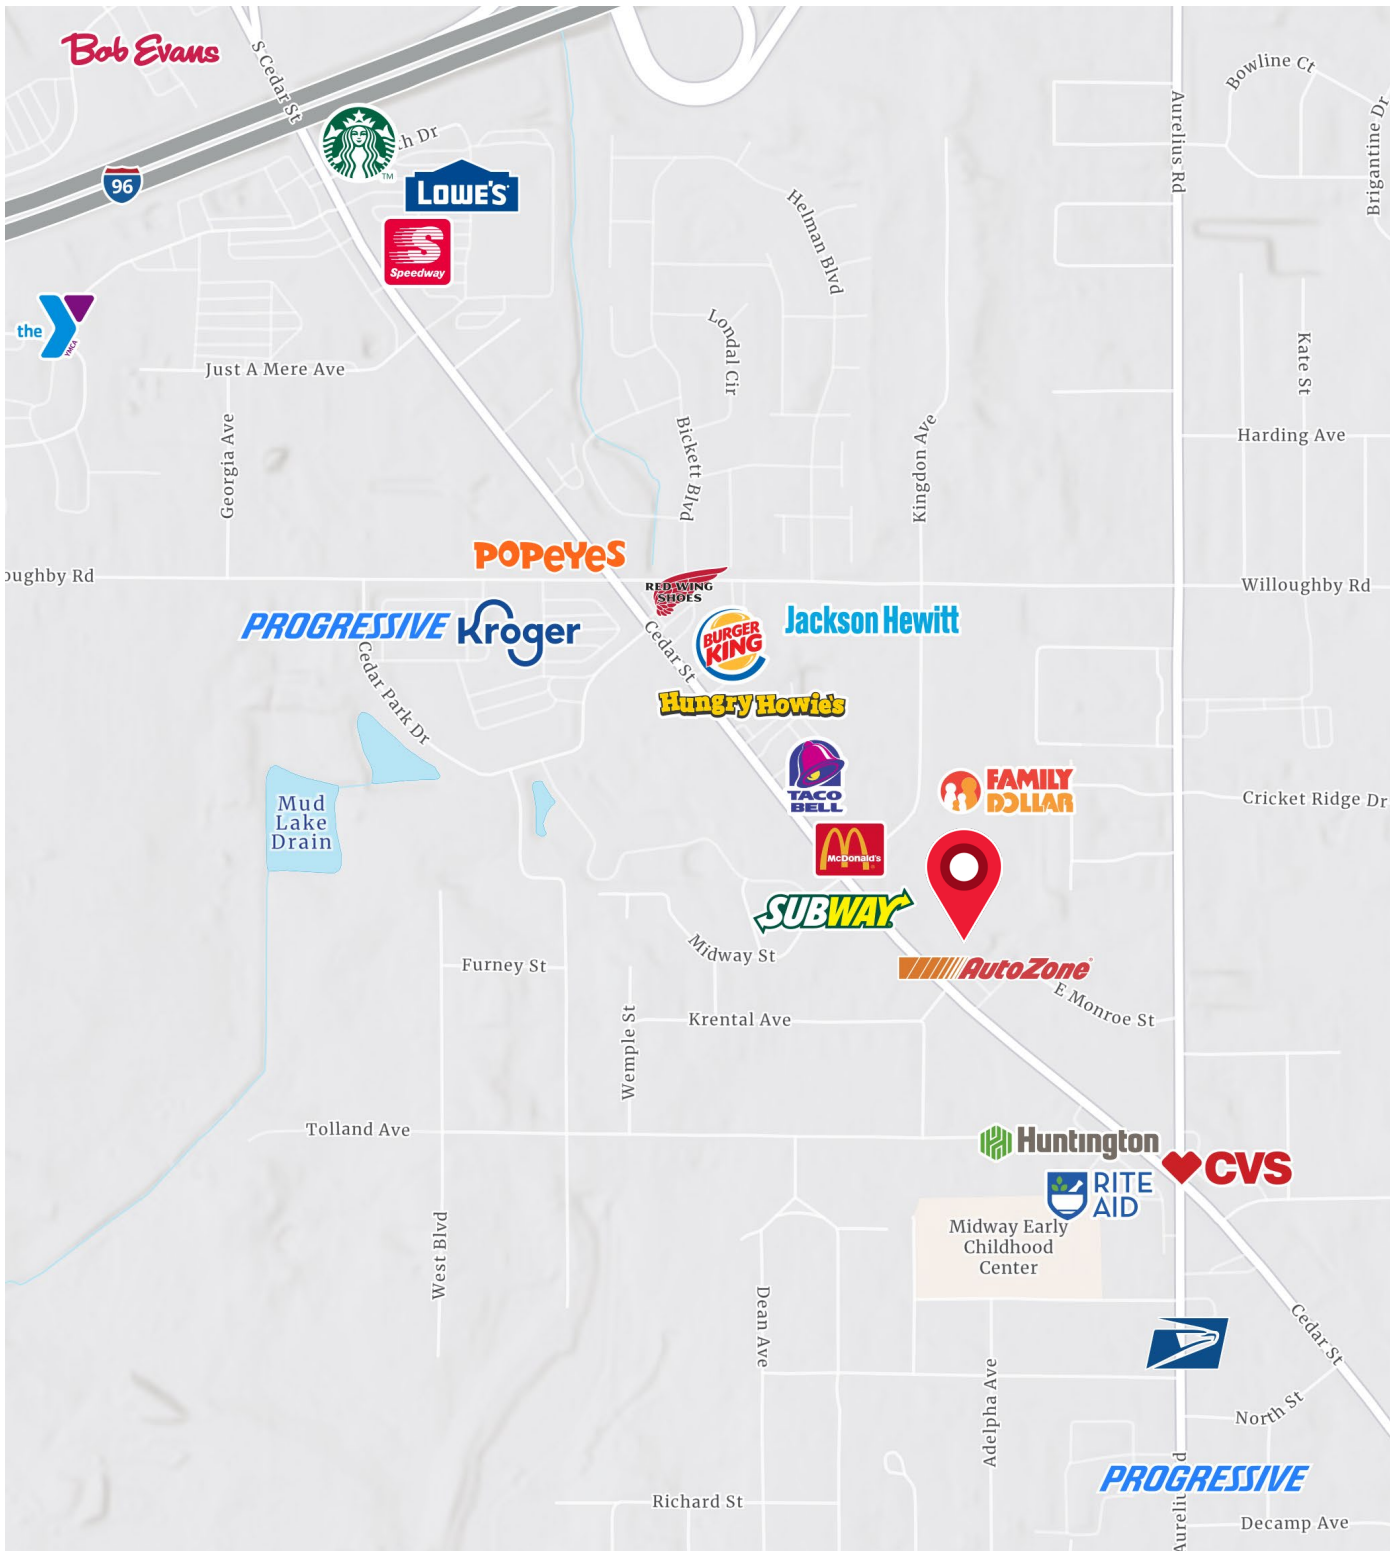 Bob Evans
S Cedar St
th Dr
TM
LOWE'S
96
Speedway
the
YMCA
Aurelius Rd
Bowline Ct
Brigantine Dr
Helman Blvd
Londal Cir
Kate St
Just A Mere Ave
Georgia Ave
Bickett Blvd
Kingdon Ave
Harding Ave
POPEYES
oughby Rd
RED WING
SHOES
Willoughby Rd
PROGRESSIVE
Kroger
Cedar St
BURGER
KING
Jackson Hewitt
Cedar Park Dr
Hungry Howie's
TACO
BELL
FAMILY
DOLLAR
Cricket Ridge Dr
Mud
Lake
Drain
McDonald's
SUBWAY
Midway St
Furney St
AutoZone
E Monroe St
Wemple St
Krental Ave
Tolland Ave
Huntington
CVS
RITE
AID
West Blvd
Midway Early
Childhood
Center
Dean Ave
Cedar St
Adelpha Ave
North St
PROGRESSIVE
Richard St
Aureliu d
Decamp Ave